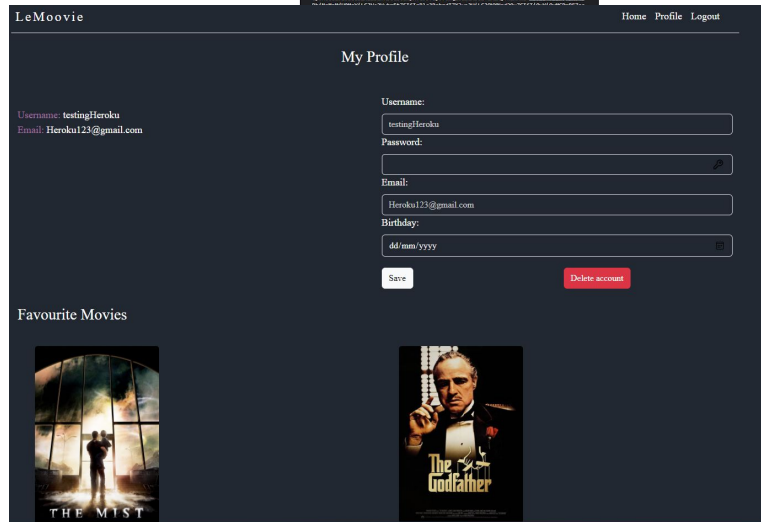 LeMoovie
Home Profile Logout
My Profile
Username: testingHeroku
Email: Heroku123@gmail.com
Username:
testingHeroku
Password:
Email:
Heroku123@gmail.com
Birthday:
dd/mm/yyyy
Save
Delete account
Favourite Movies
THE MIST
The
Godfather